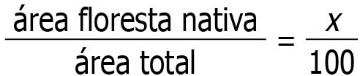 área floresta nativa / área total = x / 100